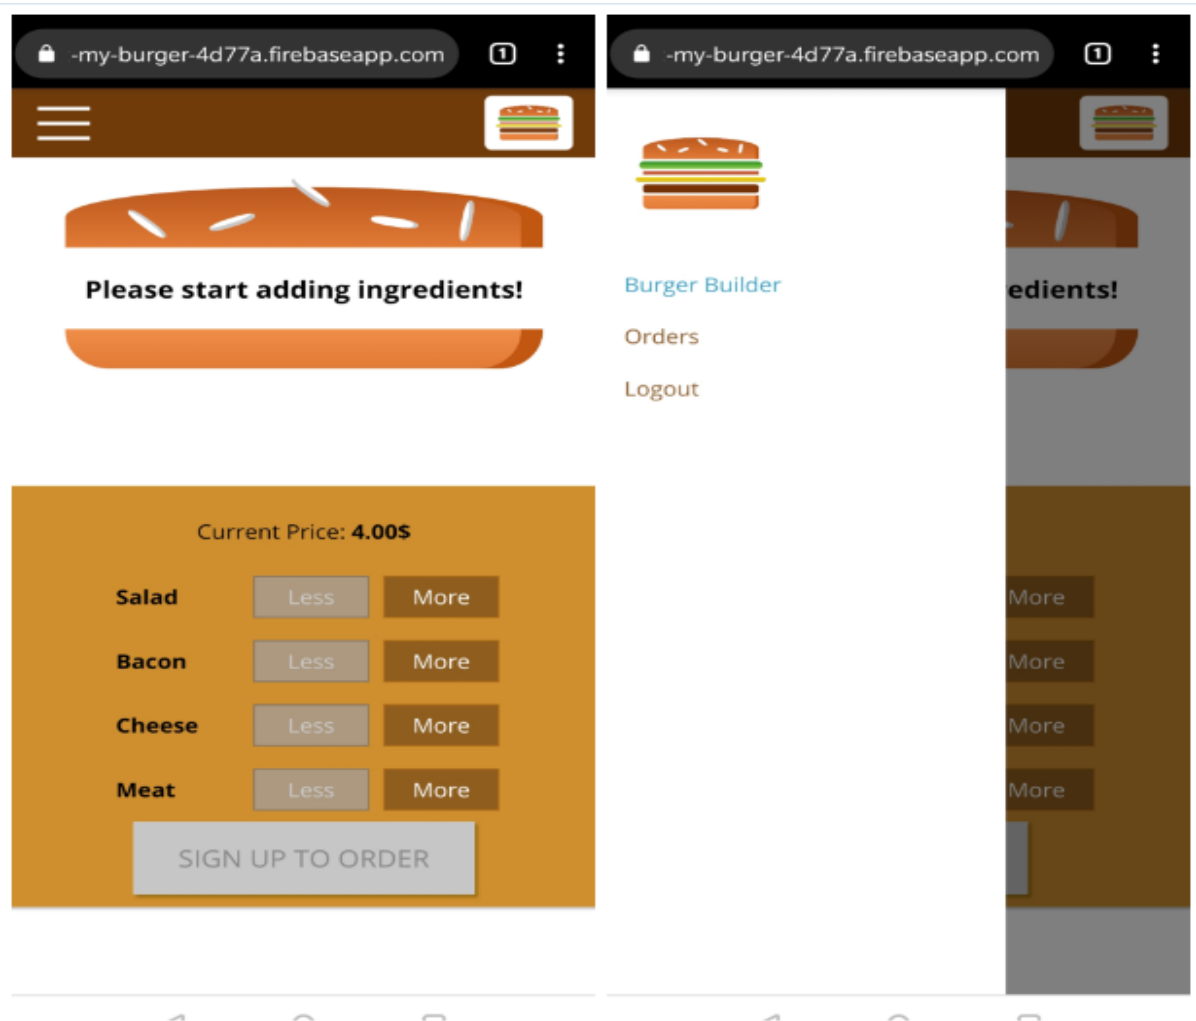 -my-burger-4d77a.firebaseapp.com 1
Please start adding ingredients!
Current Price: 4.00$
Salad Less More
Bacon Less More
Cheese Less More
Meat Less More
SIGN UP TO ORDER
-my-burger-4d77a.firebaseapp.com 1
Burger Builder
Orders
Logout
edients!
More
More
More
More